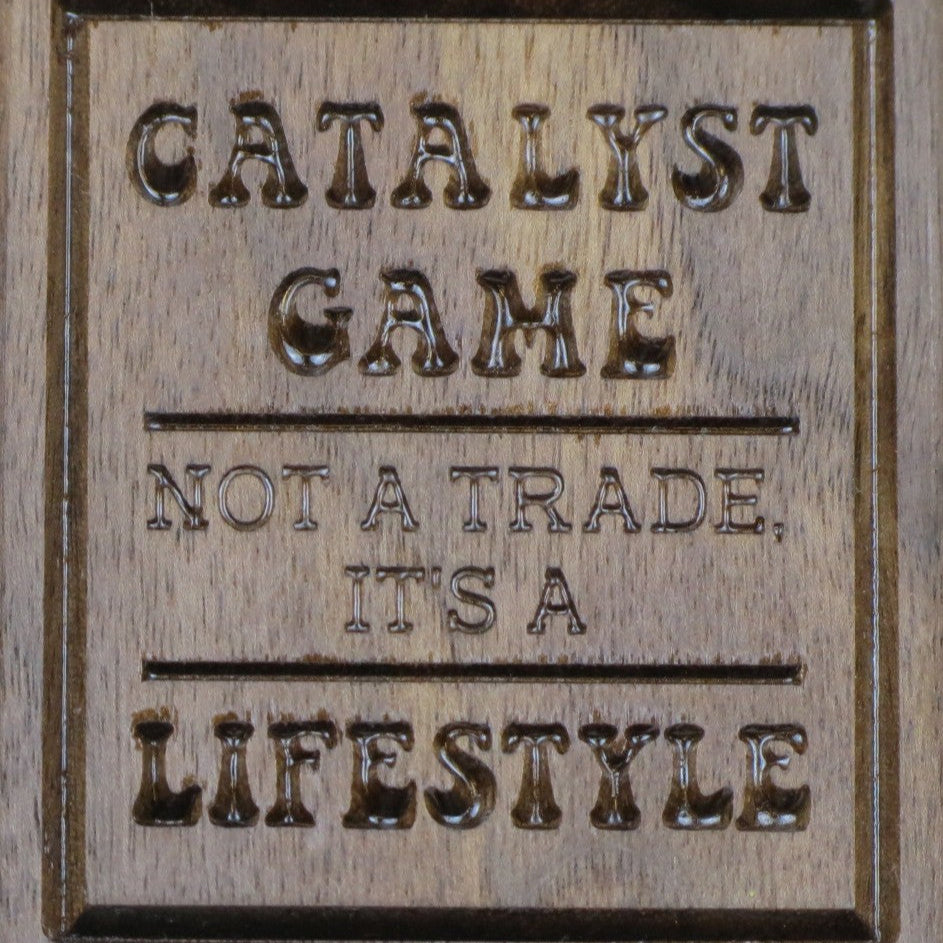 CATALYST
GAME
NOT A TRADE,
IT'S A
LIFESTYLE